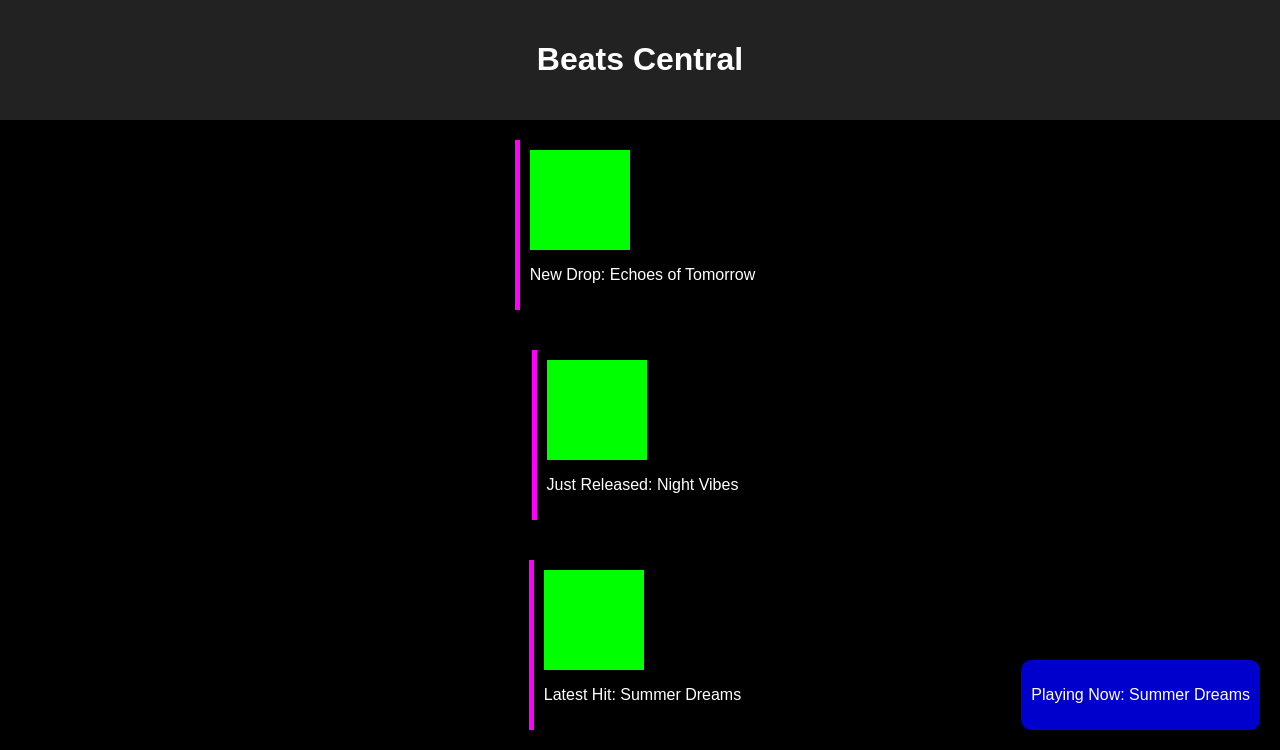 Beats Central
New Drop: Echoes of Tomorrow
Just Released: Night Vibes
Latest Hit: Summer Dreams
Playing Now: Summer Dreams